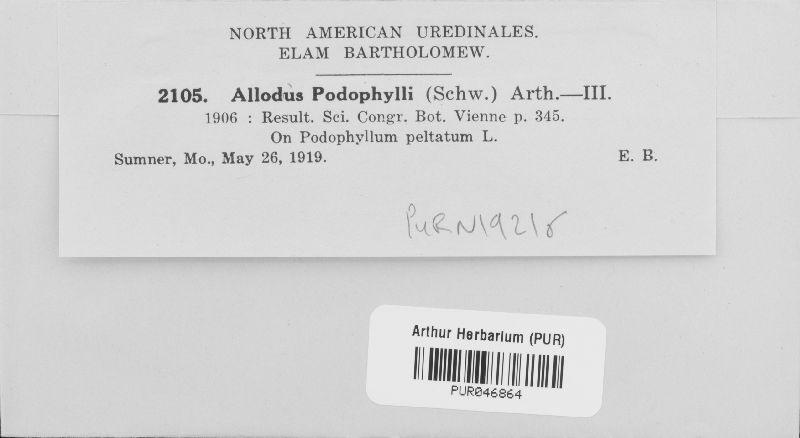 NORTH AMERICAN UREDINALES.
ELAM BARTHOLOMEW.
2105. Allodus Podophylli (Schw.) Arth.—III.
1906 : Result. Sci. Congr. Bot. Vienne p. 345.
On Podophyllum peltatum L.
Sumner, Mo., May 26, 1919. E. B.
Arthur Herbarium (PUR)
PUR046864